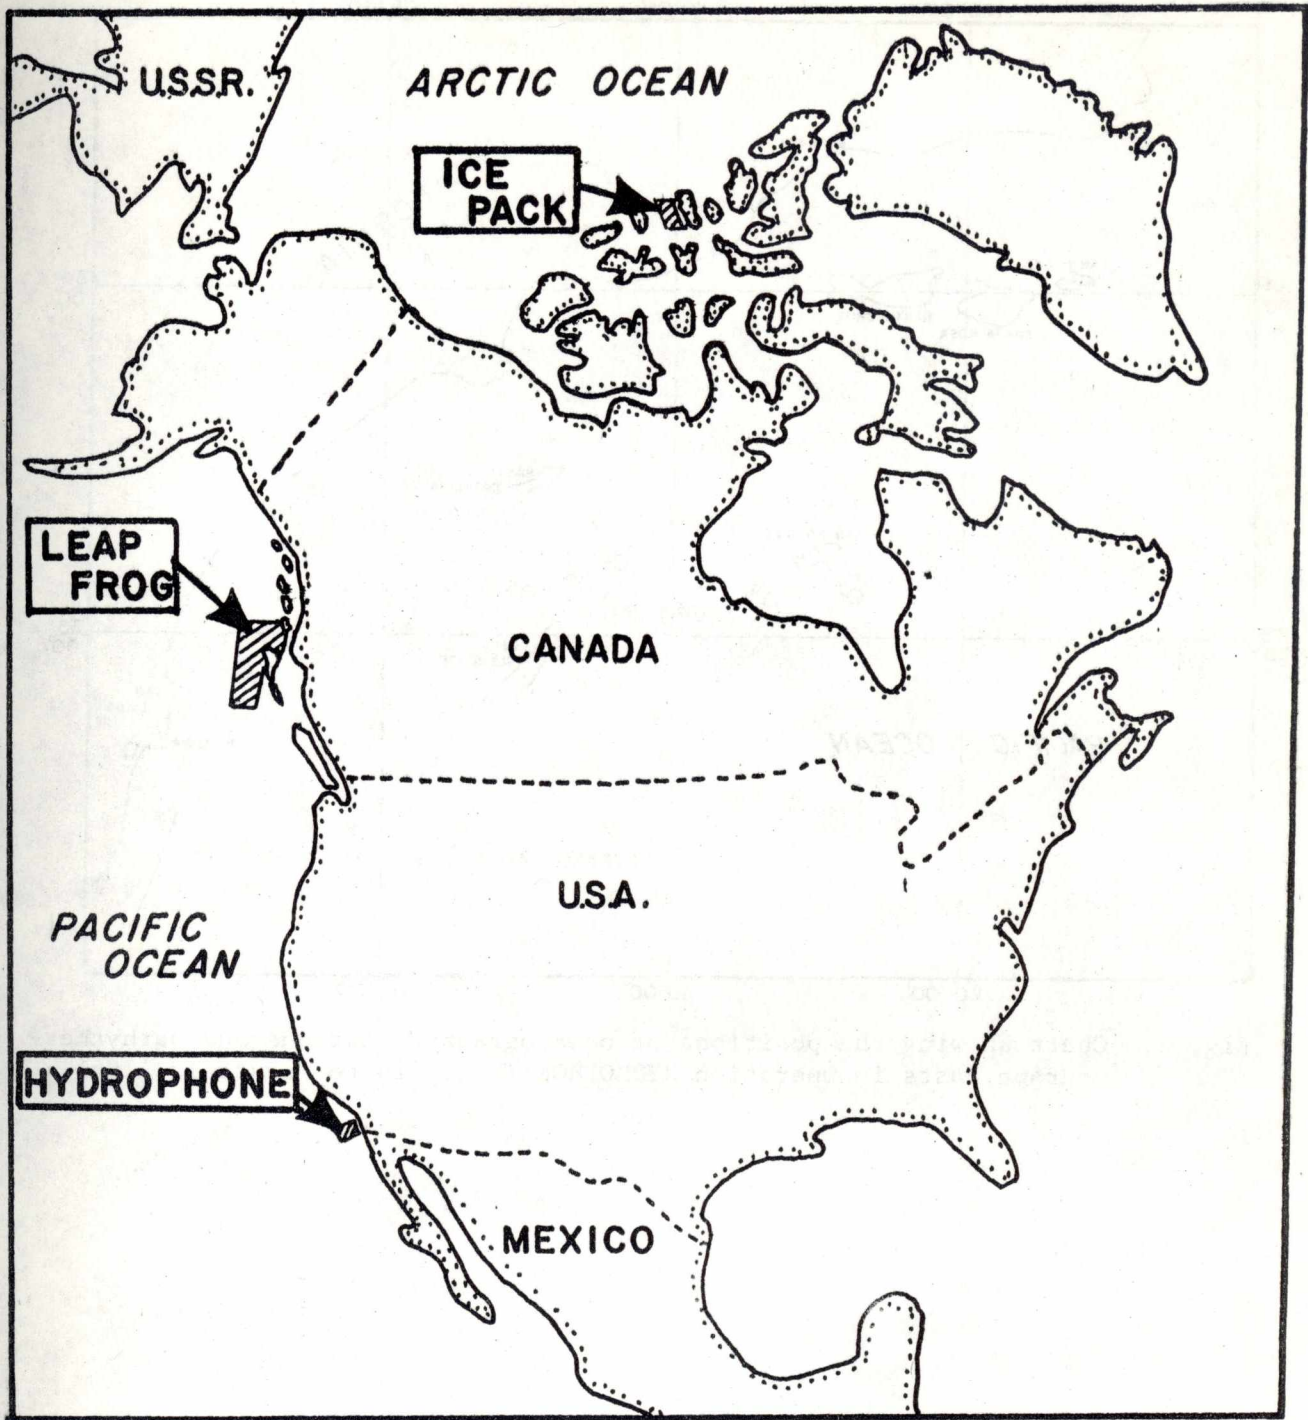 U.S.S.R.
ARCTIC OCEAN
ICE
PACK
LEAP
FROG
CANADA
U.S.A.
PACIFIC
OCEAN
HYDROPHONE
MEXICO